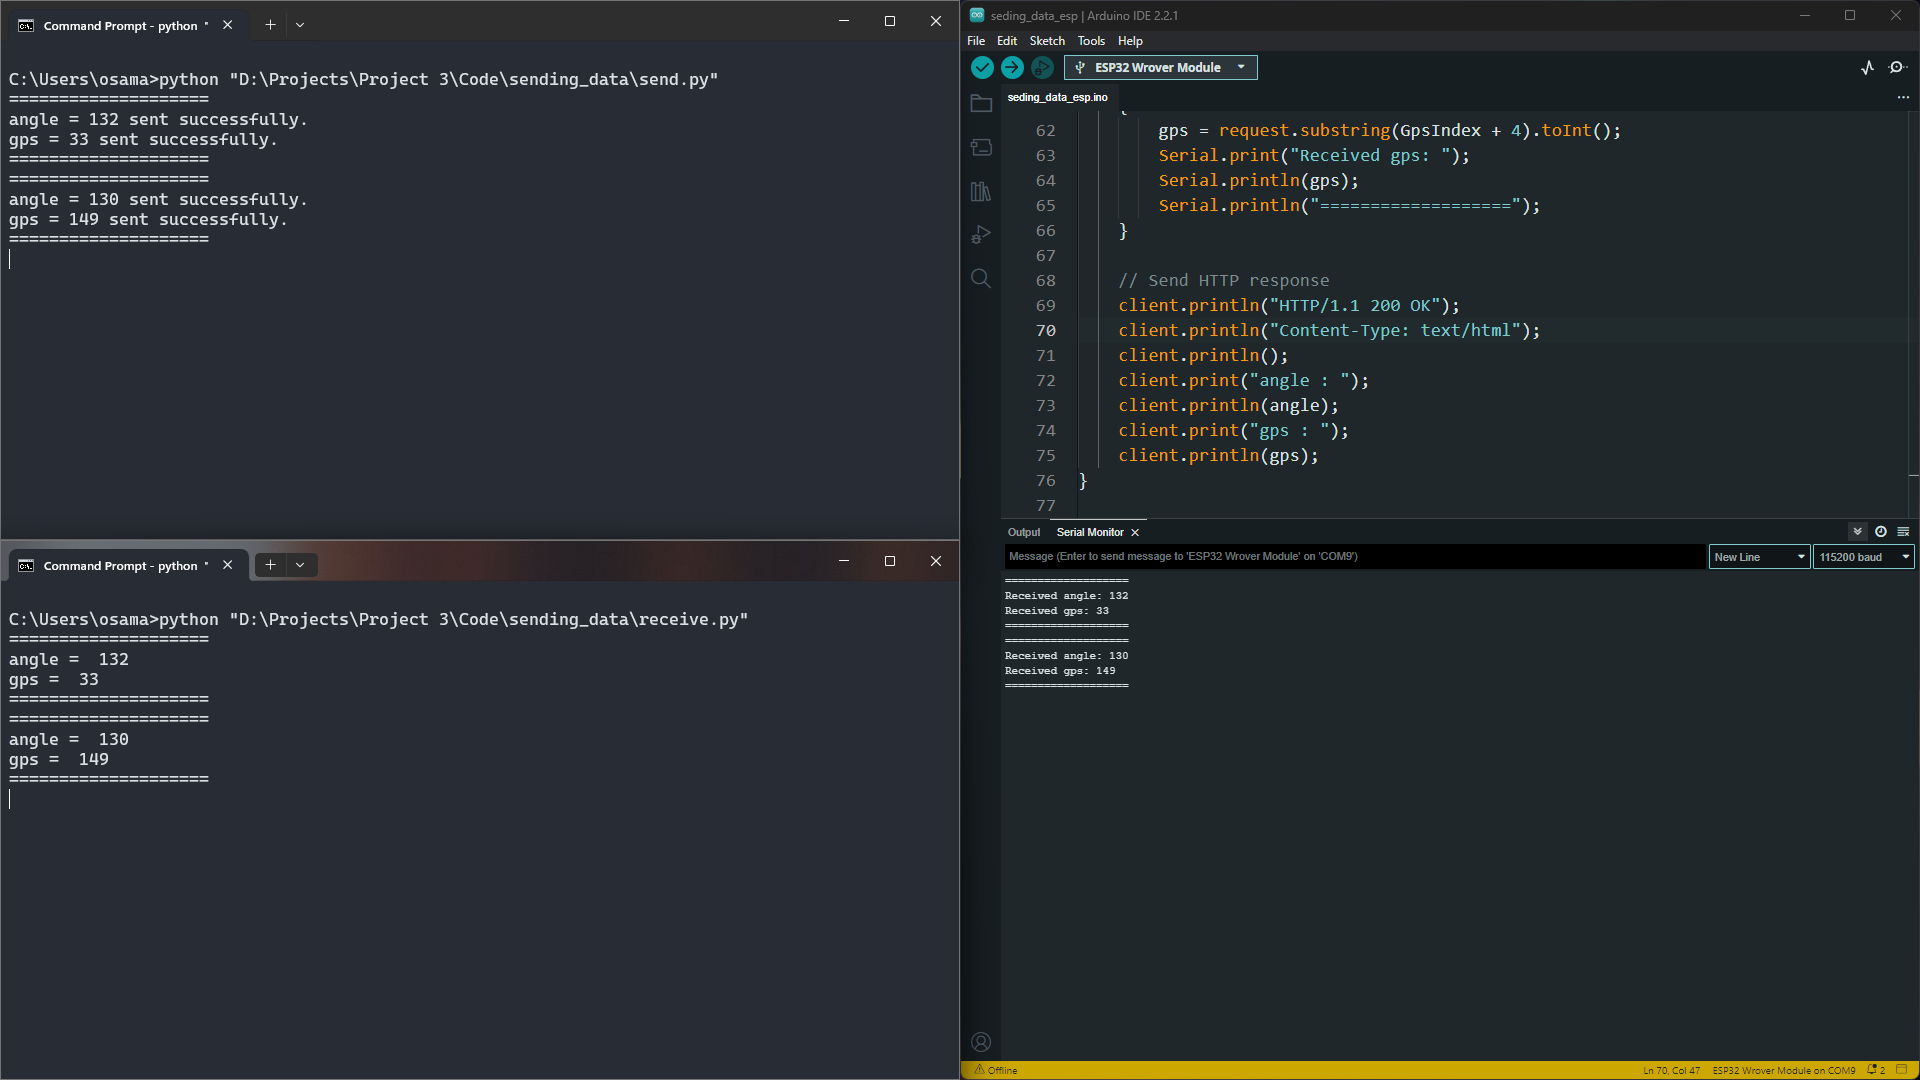 Command Prompt - python "
C:\Users\osama>python "D:\Projects\Project 3\Code\sending_data\send.py"
====================
angle = 132 sent successfully.
gps = 33 sent successfully.
====================
====================
angle = 130 sent successfully.
gps = 149 sent successfully.
====================
Command Prompt - python "
C:\Users\osama>python "D:\Projects\Project 3\Code\sending_data\receive.py"
====================
angle =  132
gps =  33
====================
====================
angle =  130
gps =  149
====================
seding_data_esp | Arduino IDE 2.2.1
File Edit Sketch Tools Help
ESP32 Wrover Module
seding_data_esp.ino
{
62 gps = request.substring(GpsIndex + 4).toInt();
63 Serial.print("Received gps: ");
64 Serial.println(gps);
65 Serial.println("===================");
66 }
67
68 // Send HTTP response
69 client.println("HTTP/1.1 200 OK");
70 client.println("Content-Type: text/html");
71 client.println();
72 client.print("angle : ");
73 client.println(angle);
74 client.print("gps : ");
75 client.println(gps);
76 }
77
Output Serial Monitor
Message (Enter to send message to 'ESP32 Wrover Module' on 'COM9')
New Line
115200 baud
===================
Received angle: 132
Received gps: 33
===================
===================
Received angle: 130
Received gps: 149
===================
Offline
Ln 70, Col 47 ESP32 Wrover Module on COM9 2